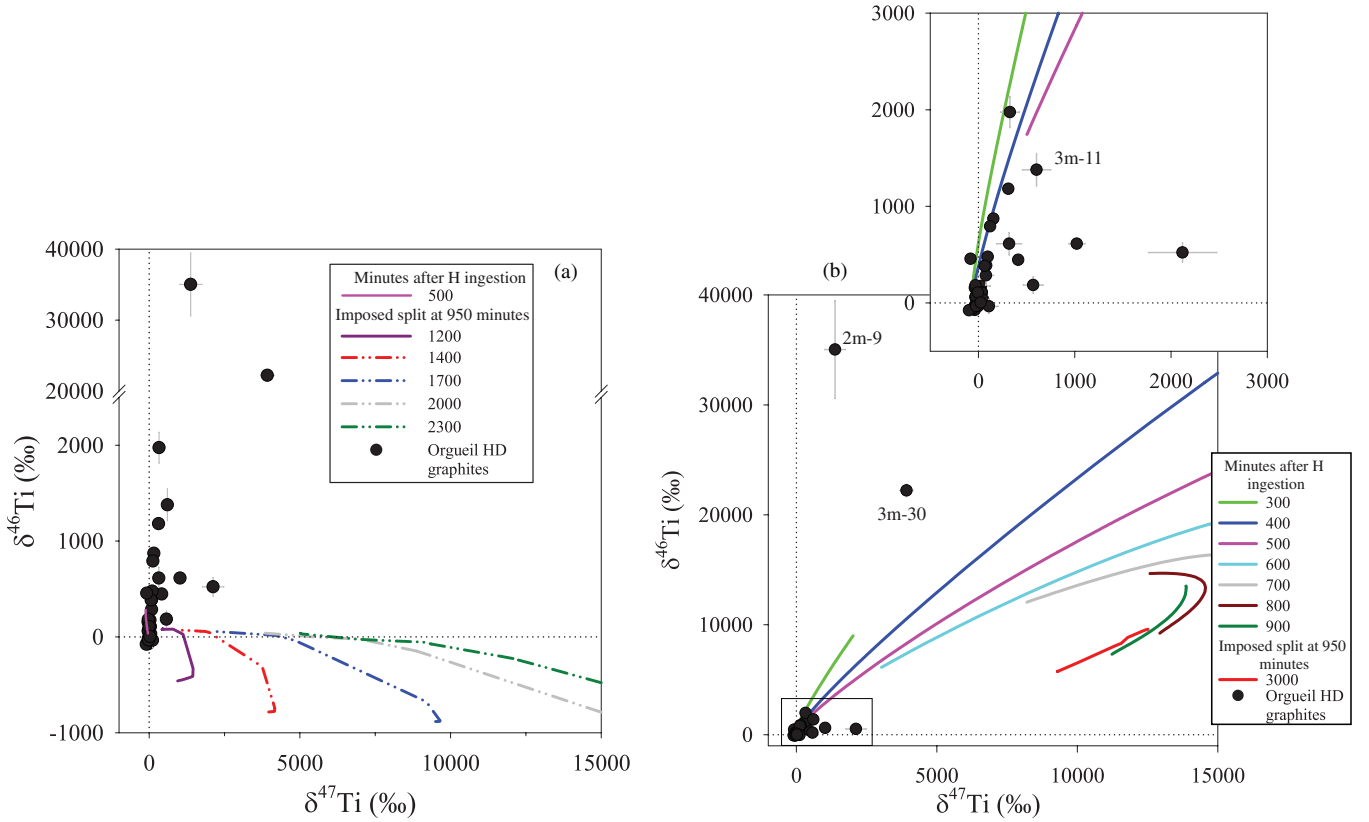 40000
30000
20000
2000
1000
0
-1000
δ46Ti (‰)
0
5000
10000
15000
δ47Ti (‰)
(a)
Minutes after H ingestion
500
Imposed split at 950 minutes
1200
1400
1700
2000
2300
Orgueil HD
graphites
(b)
3000
2000
1000
0
0
1000
2000
3000
3m-11
40000
30000
20000
10000
0
δ46Ti (‰)
2m-9
3m-30
0
5000
10000
15000
δ47Ti (‰)
Minutes after H
ingestion
300
400
500
600
700
800
900
Imposed split at 950
minutes
3000
Orgueil HD
graphites